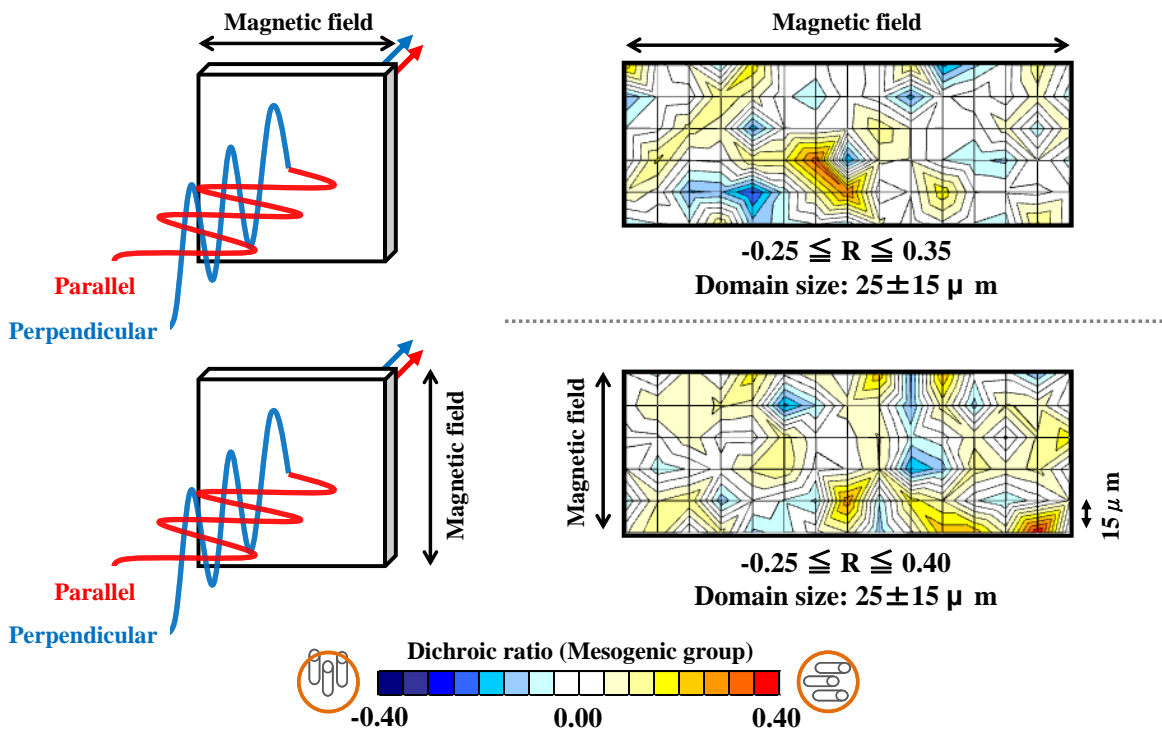 Magnetic field
Parallel
Perpendicular
Magnetic field
-0.25 ≦ R ≦ 0.35
Domain size: 25±15 μ m
Magnetic field
Parallel
Perpendicular
Magnetic field
15 μ m
-0.25 ≦ R ≦ 0.40
Domain size: 25±15 μ m
Dichroic ratio (Mesogenic group)
-0.40 0.00 0.40